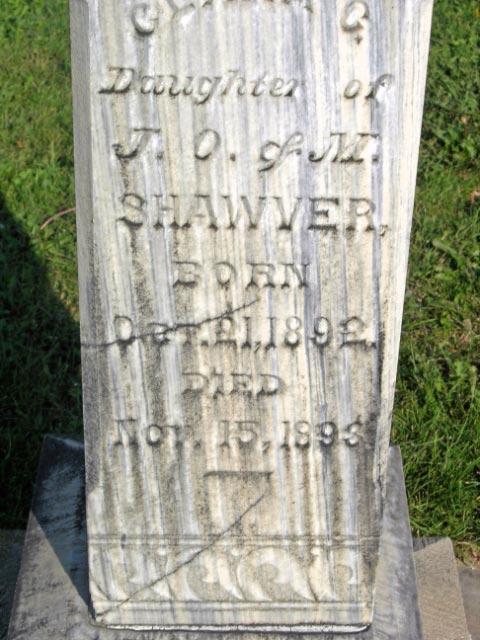 Daughter of
J. O. & M.
SHAWVER,
BORN
Oct. 21, 1892.
DIED
Nov. 15, 1893.